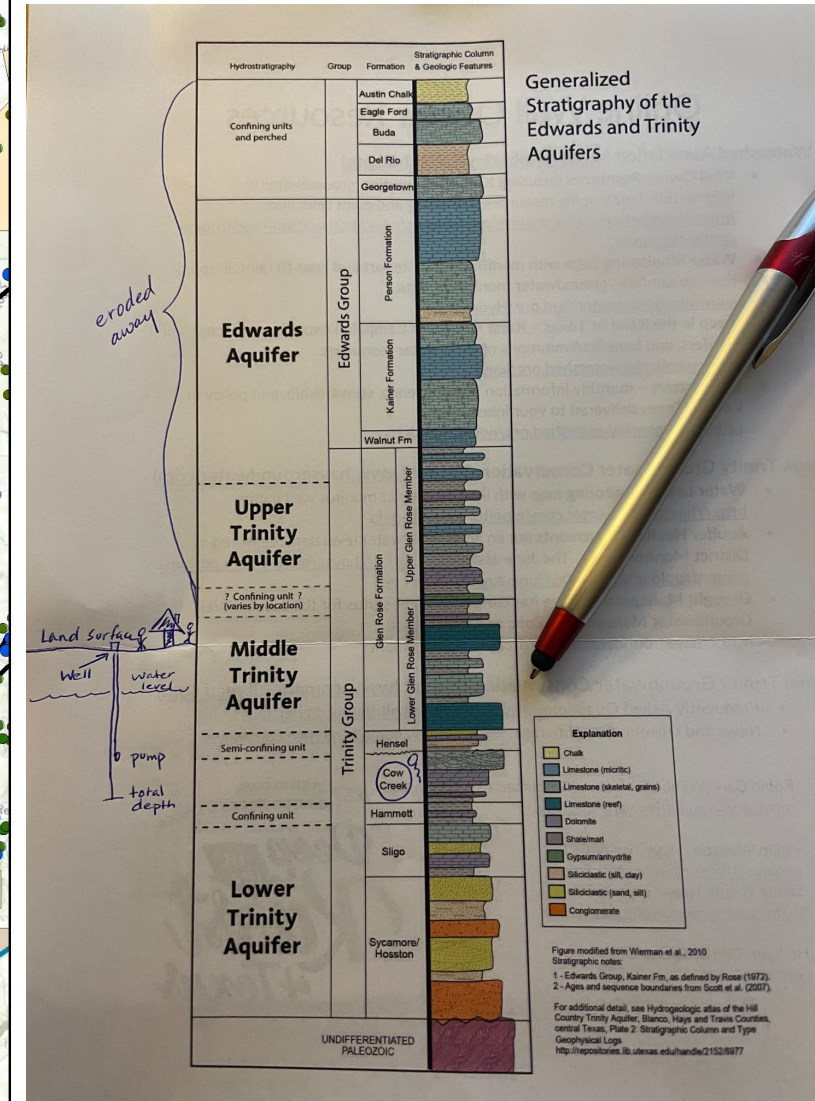 Generalized
Stratigraphy of the
Edwards and Trinity
Aquifers
Hydrostratigraphy
Group
Formation
Stratigraphic Column
& Geologic Features
Confining units
and perched
Austin Chalk
Eagle Ford
Buda
Del Rio
Georgetown
eroded
away
Edwards
Aquifer
Edwards Group
Person Formation
Kainer Formation
Walnut Fm
Upper
Trinity
Aquifer
? Confining unit ?
(varies by location)
Trinity Group
Glen Rose Formation
Upper Glen Rose Member
Lower Glen Rose Member
Land surface
Well
water
level
pump
total
depth
Middle
Trinity
Aquifer
Semi-confining unit
Hensel
Cow
Creek
Confining unit
Hammett
Sligo
Lower
Trinity
Aquifer
Sycamore/
Hosston
UNDIFFERENTIATED
PALEOZOIC
Explanation
Chalk
Limestone (micritic)
Limestone (skeletal, grains)
Limestone (reef)
Dolomite
Shale/marl
Gypsum/anhydrite
Siliciclastic (silt, clay)
Siliciclastic (sand, silt)
Conglomerate
Figure modified from Wierman et al., 2010
Stratigraphic notes:
1 - Edwards Group, Kainer Fm, as defined by Rose (1972).
2 - Ages and sequence boundaries from Scott et al. (2007).
For additional detail, see Hydrogeologic atlas of the Hill
Country Trinity Aquifer, Blanco, Hays and Travis Counties,
central Texas, Plate 2: Stratigraphic Column and Type
Geophysical Logs
http://repositories.lib.utexas.edu/handle/2152/8977